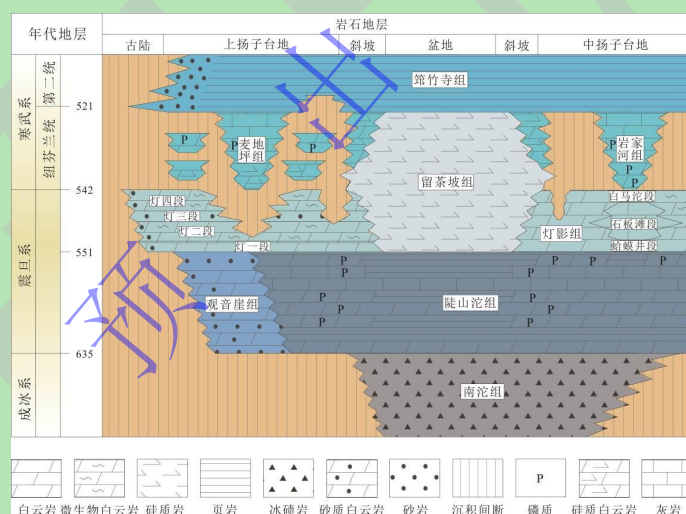 年代地层
岩石地层
古陆 上扬子台地 斜坡 盆地 斜坡 中扬子台地
寒武系
第二统
纽芬兰统
震旦系
成冰系
521
542
551
635
筇竹寺组
P
麦地坪组
P
留茶坡组
P
岩家河组
P
P
P
灯四段
灯三段
灯二段
灯一段
白马沱段
石板滩段
灯影组
蛤蟆井段
观音崖组
陡山沱组
P P P P
P P
P P
P P
P P
南沱组
P
白云岩 微生物白云岩 硅质岩 页岩 冰碛岩 砂质白云岩 砂岩 沉积间断 磷质 硅质白云岩 灰岩